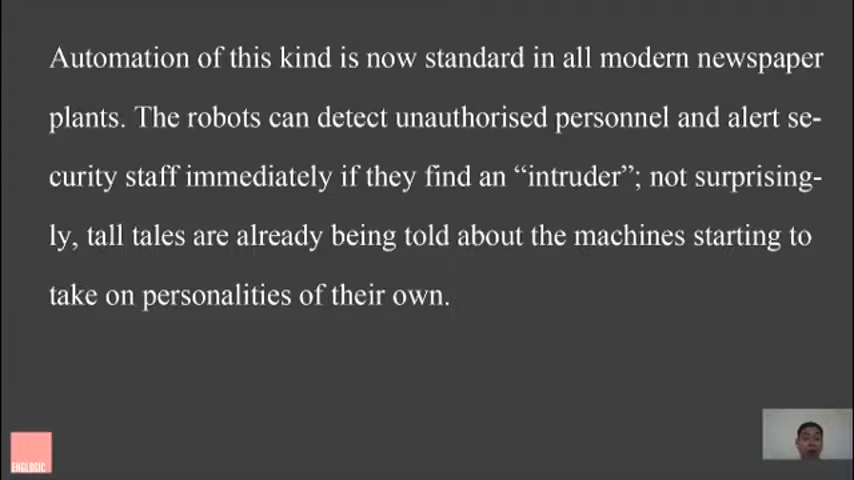 Automation of this kind is now standard in all modern newspaper
plants. The robots can detect unauthorised personnel and alert se-
curity staff immediately if they find an “intruder”; not surprising-
ly, tall tales are already being told about the machines starting to
take on personalities of their own.
ENGLOGIC